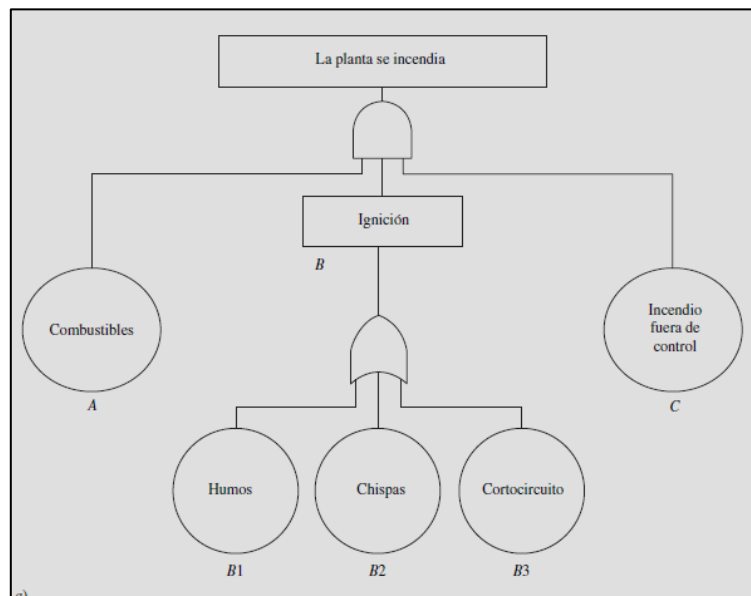 La planta se incendia
Ignición
B
Combustibles
A
Incendio
fuera de
control
C
Humos
Chispas
Cortocircuito
B1
B2
B3